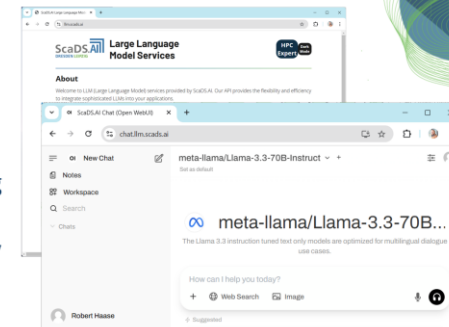 ScaDS.AI Large Language Mo
llm.scads.ai
ScaDS.AI
Large Language
Model Services
HPC
Expert
Dark
Mode
About
Welcome to LLM (Large Language Model) services provided by ScaDS.AI. Our API provides the flexibility and efficiency
to integrate sophisticated LLMs into your applications.
ScaDS.AI Chat (Open WebUI)
chat.llm.scads.ai
OI New Chat
meta-llama/Llama-3.3-70B-Instruct
Set as default
Notes
Workspace
Search
Chats
meta-llama/Llama-3.3-70B...
The Llama 3.3 instruction tuned text only models are optimized for multilingual dialogue
use cases.
How can I help you today?
Web Search
Image
Suggested
Robert Haase